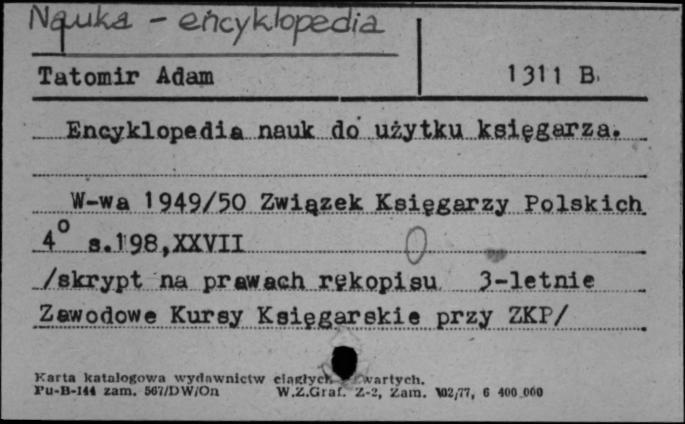 Nauka - encyklopedia
Tatomir Adam 1311 B.
Encyklopedia nauk do użytku księgarza.
W-wa 1949/50 Związek Księgarzy Polskich
4° s.198,XXVII
/skrypt na prawach rękopisu 3-letnie
Zawodowe Kursy Księgarskie przy ZKP/
Karta katalogowa wydawnictw ciągłych wartych.
Pu-B-144 zam. 567/DW/On W.Z.Graf. Z-2, Zam. 102/77, 6 400.000